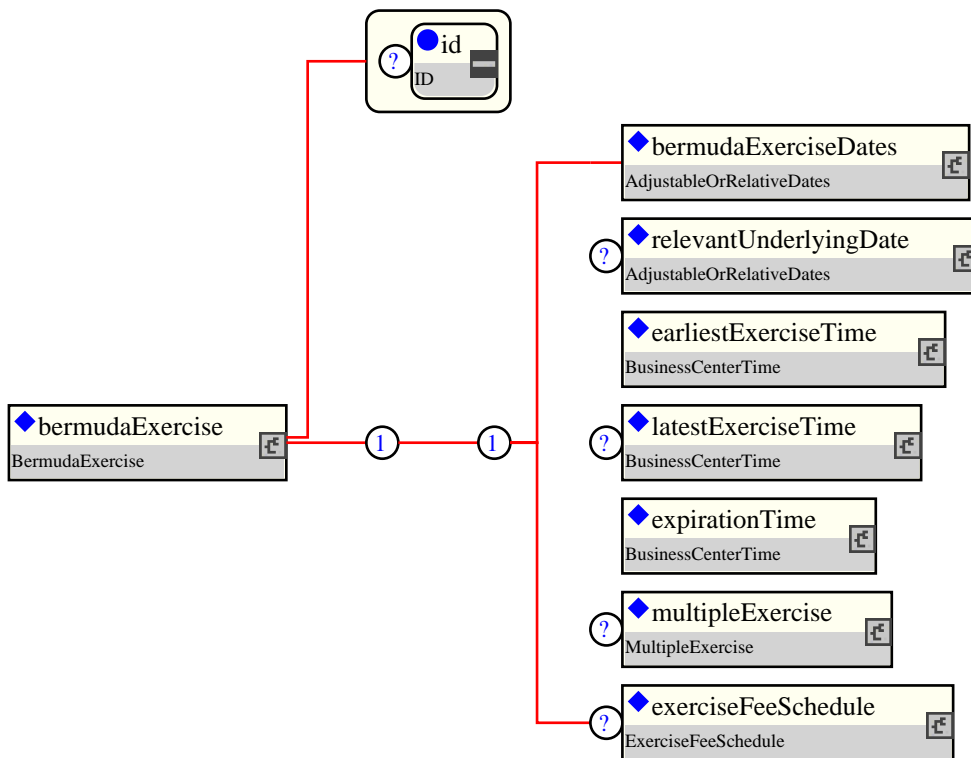 id
?
ID
bermudaExerciseDates
AdjustableOrRelativeDates
relevantUnderlyingDate
?
AdjustableOrRelativeDates
earliestExerciseTime
BusinessCenterTime
bermudaExercise
BermudaExercise
1
1
?
latestExerciseTime
BusinessCenterTime
expirationTime
BusinessCenterTime
multipleExercise
?
MultipleExercise
exerciseFeeSchedule
?
ExerciseFeeSchedule